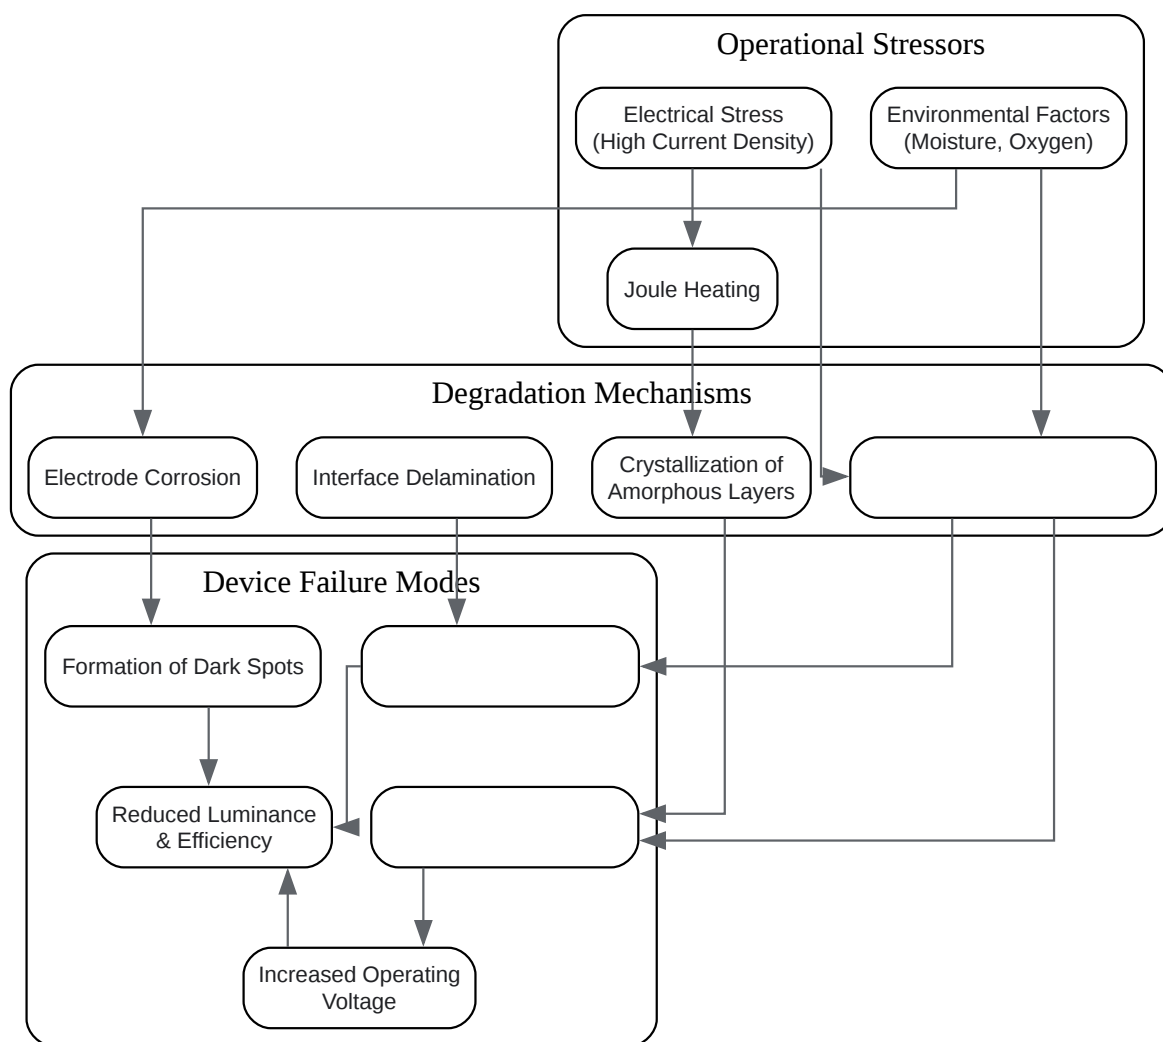 Operational Stressors
Electrical Stress
(High Current Density)
Environmental Factors
(Moisture, Oxygen)
Joule Heating
Degradation Mechanisms
Electrode Corrosion
Interface Delamination
Crystallization of
Amorphous Layers
Device Failure Modes
Formation of Dark Spots
Reduced Luminance
& Efficiency
Increased Operating
Voltage